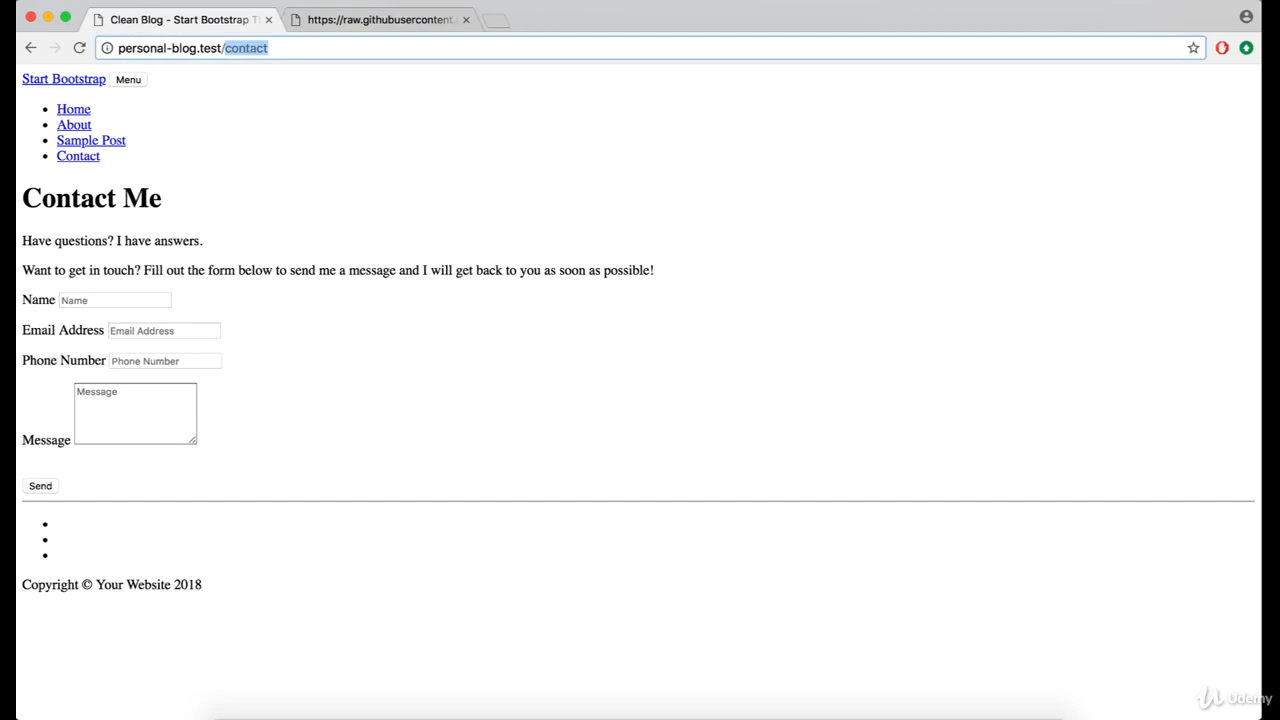 Clean Blog - Start Bootstrap T
https://raw.githubusercontent.
personal-blog.test/contact
Start Bootstrap Menu
Home
About
Sample Post
Contact
Contact Me
Have questions? I have answers.
Want to get in touch? Fill out the form below to send me a message and I will get back to you as soon as possible!
Name Name
Email Address Email Address
Phone Number Phone Number
Message
Message
Send
Copyright © Your Website 2018
Udemy